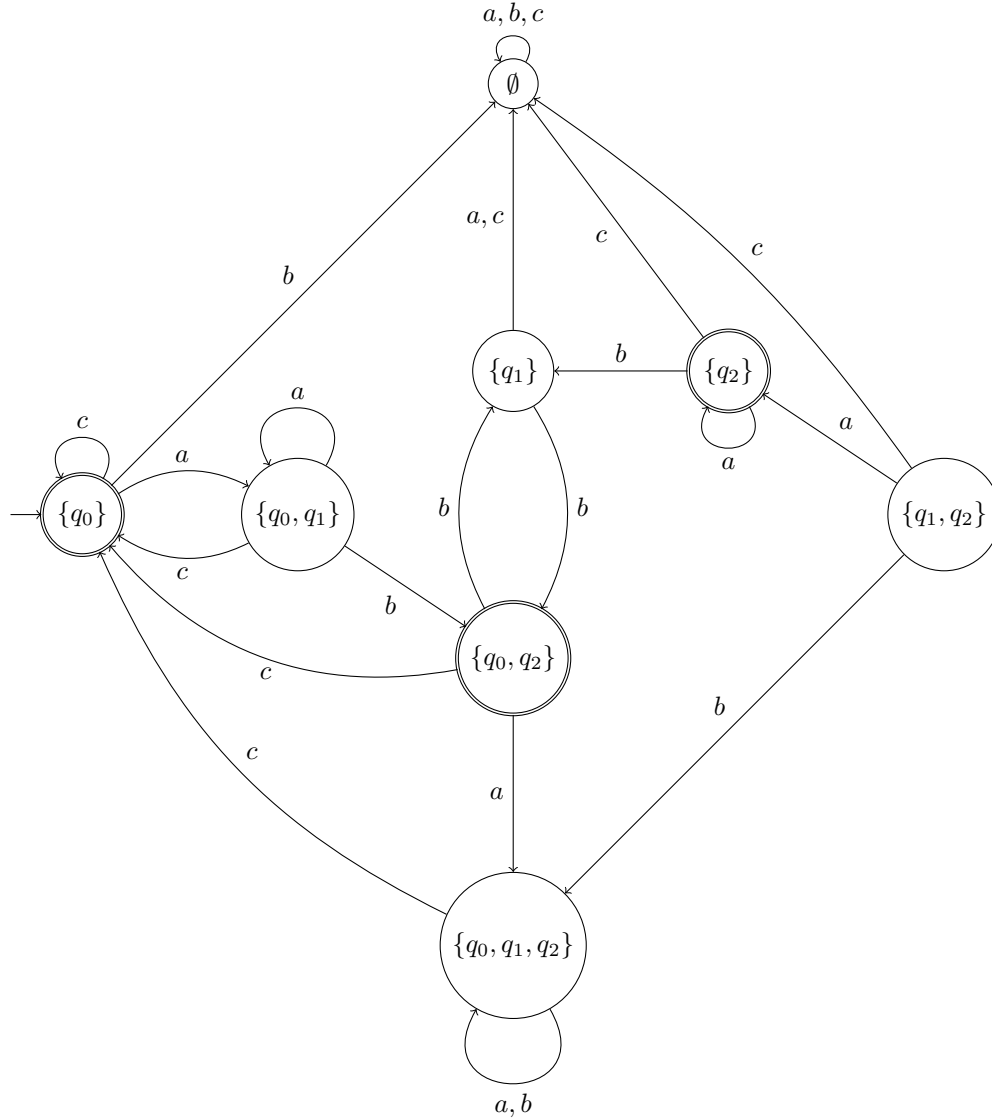 a, b, c
∅
a, c
c
c
b
{q₁}
b
{q₂}
a
a
a
c
a
{q₀}
{q₀, q₁}
b
b
{q₁, q₂}
c
b
{q₀, q₂}
c
b
c
a
{q₀, q₁, q₂}
a, b